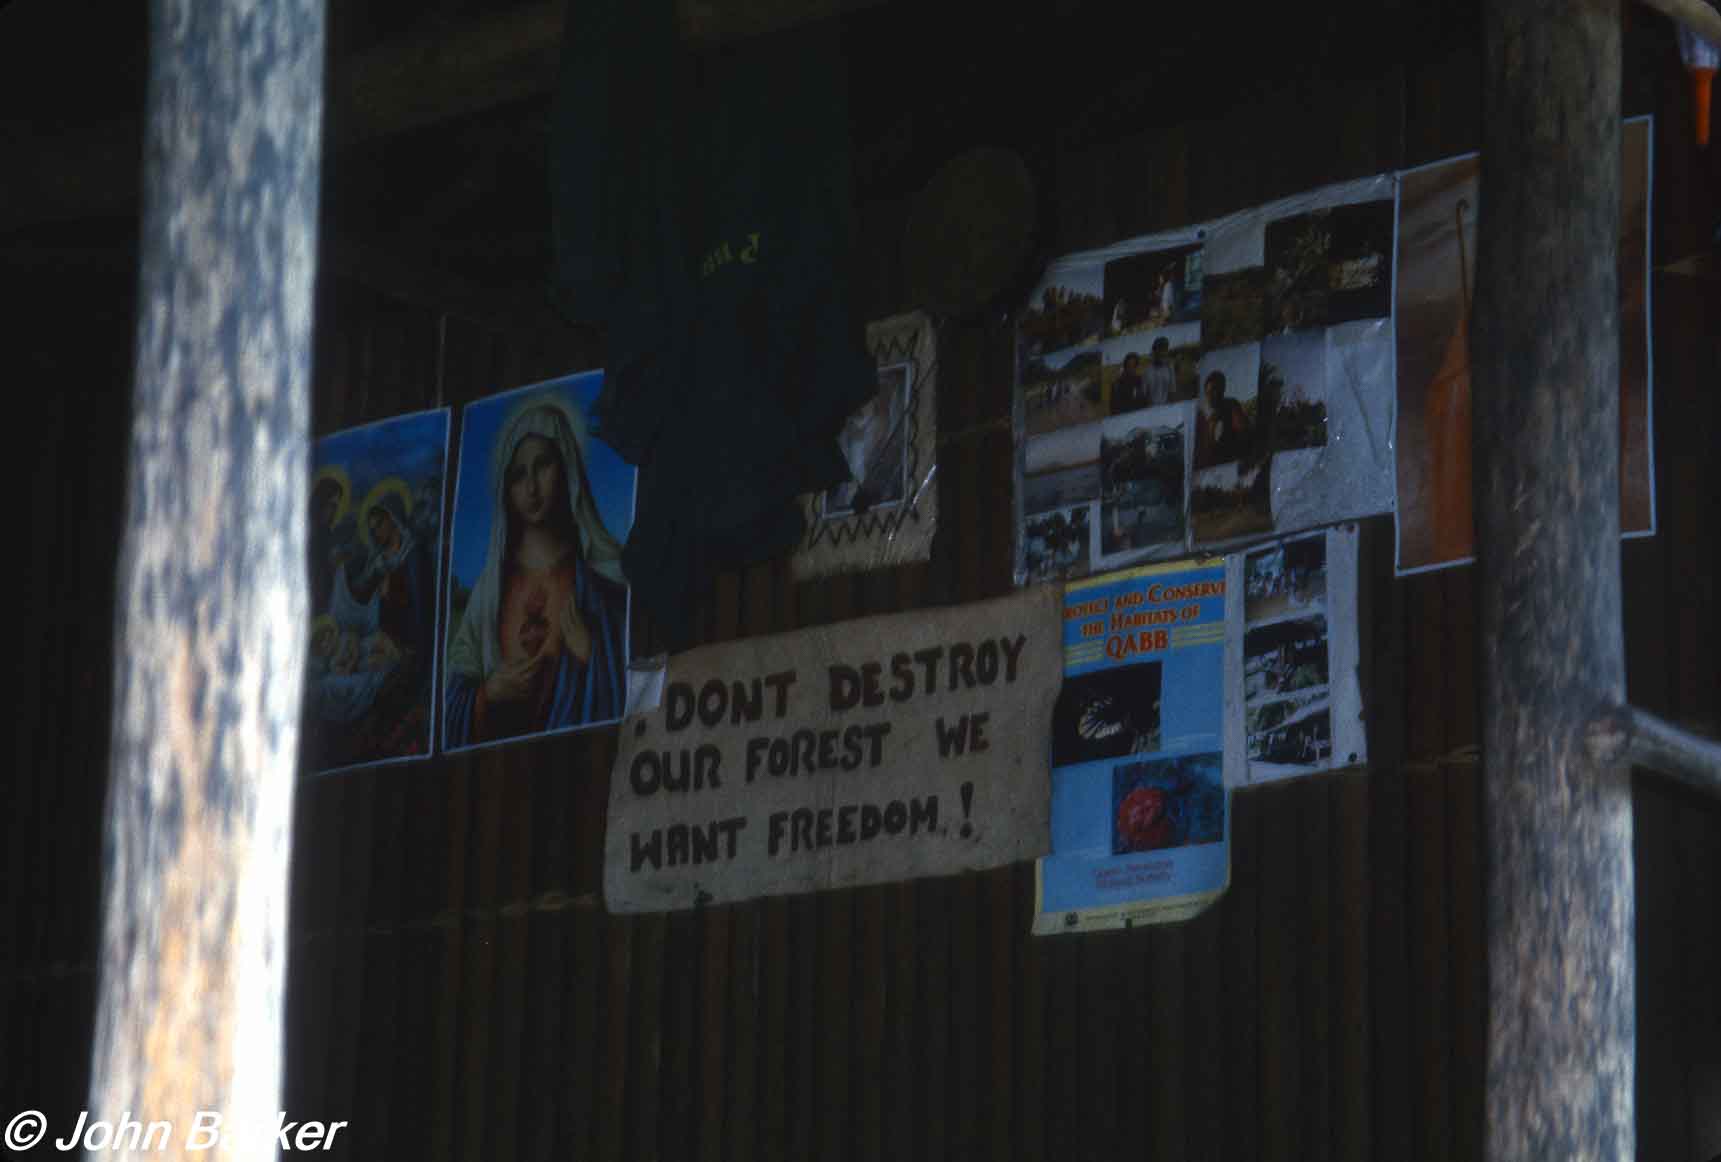 . DONT DESTROY
OUR FOREST WE
WANT FREEDOM !
PROTECT AND CONSERVE
THE HABITATS OF
QABB
© John Barker